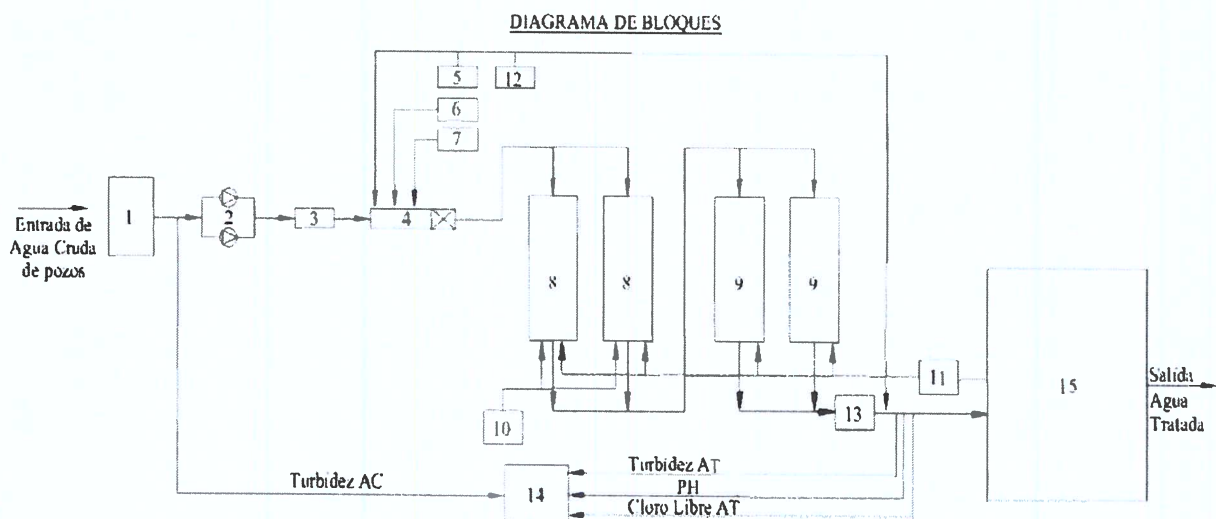 DIAGRAMA DE BLOQUES
5
12
6
7
1
2
3
4
Entrada de
Agua Cruda
de pozos
8
8
9
9
10
11
13
15
Salida
Agua
Tratada
Turbidez AC
14
Turbidez AT
PH
Cloro Libre AT